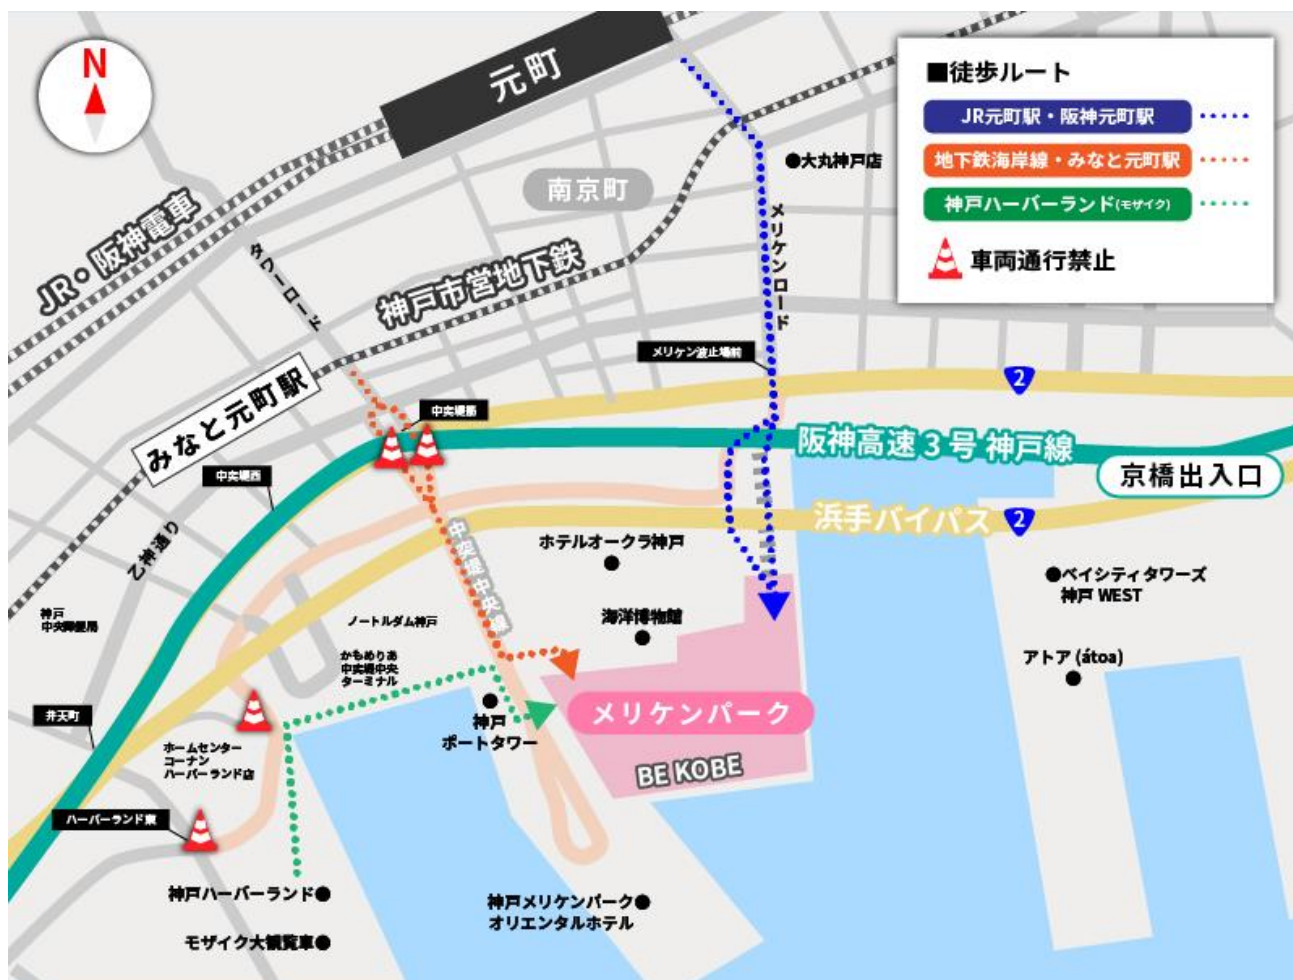 N
元町
■徒歩ルート
JR元町駅・阪神元町駅
地下鉄海岸線・みなと元町駅
神戸ハーバーランド(モザイク)
車両通行禁止
大丸神戸店
南京町
JR・阪神電車
タワーロード
神戸市営地下鉄
メリケンロード
メリケン波止場前
みなと元町駅
2
中突堤筋
阪神高速3号 神戸線
京橋出入口
中突堤西
浜手バイパス
2
乙仲通り
中突堤中央線
ホテルオークラ神戸
ベイシティタワーズ
神戸 WEST
神戸
中央郵便局
ノートルダム神戸
海洋博物館
かもめりあ
中突堤中央
ターミナル
アトア (átoa)
弁天町
神戸
ポートタワー
メリケンパーク
ホームセンター
コーナン
ハーバーランド店
BE KOBE
ハーバーランド東
神戸ハーバーランド
神戸メリケンパーク
オリエンタルホテル
モザイク大観覧車